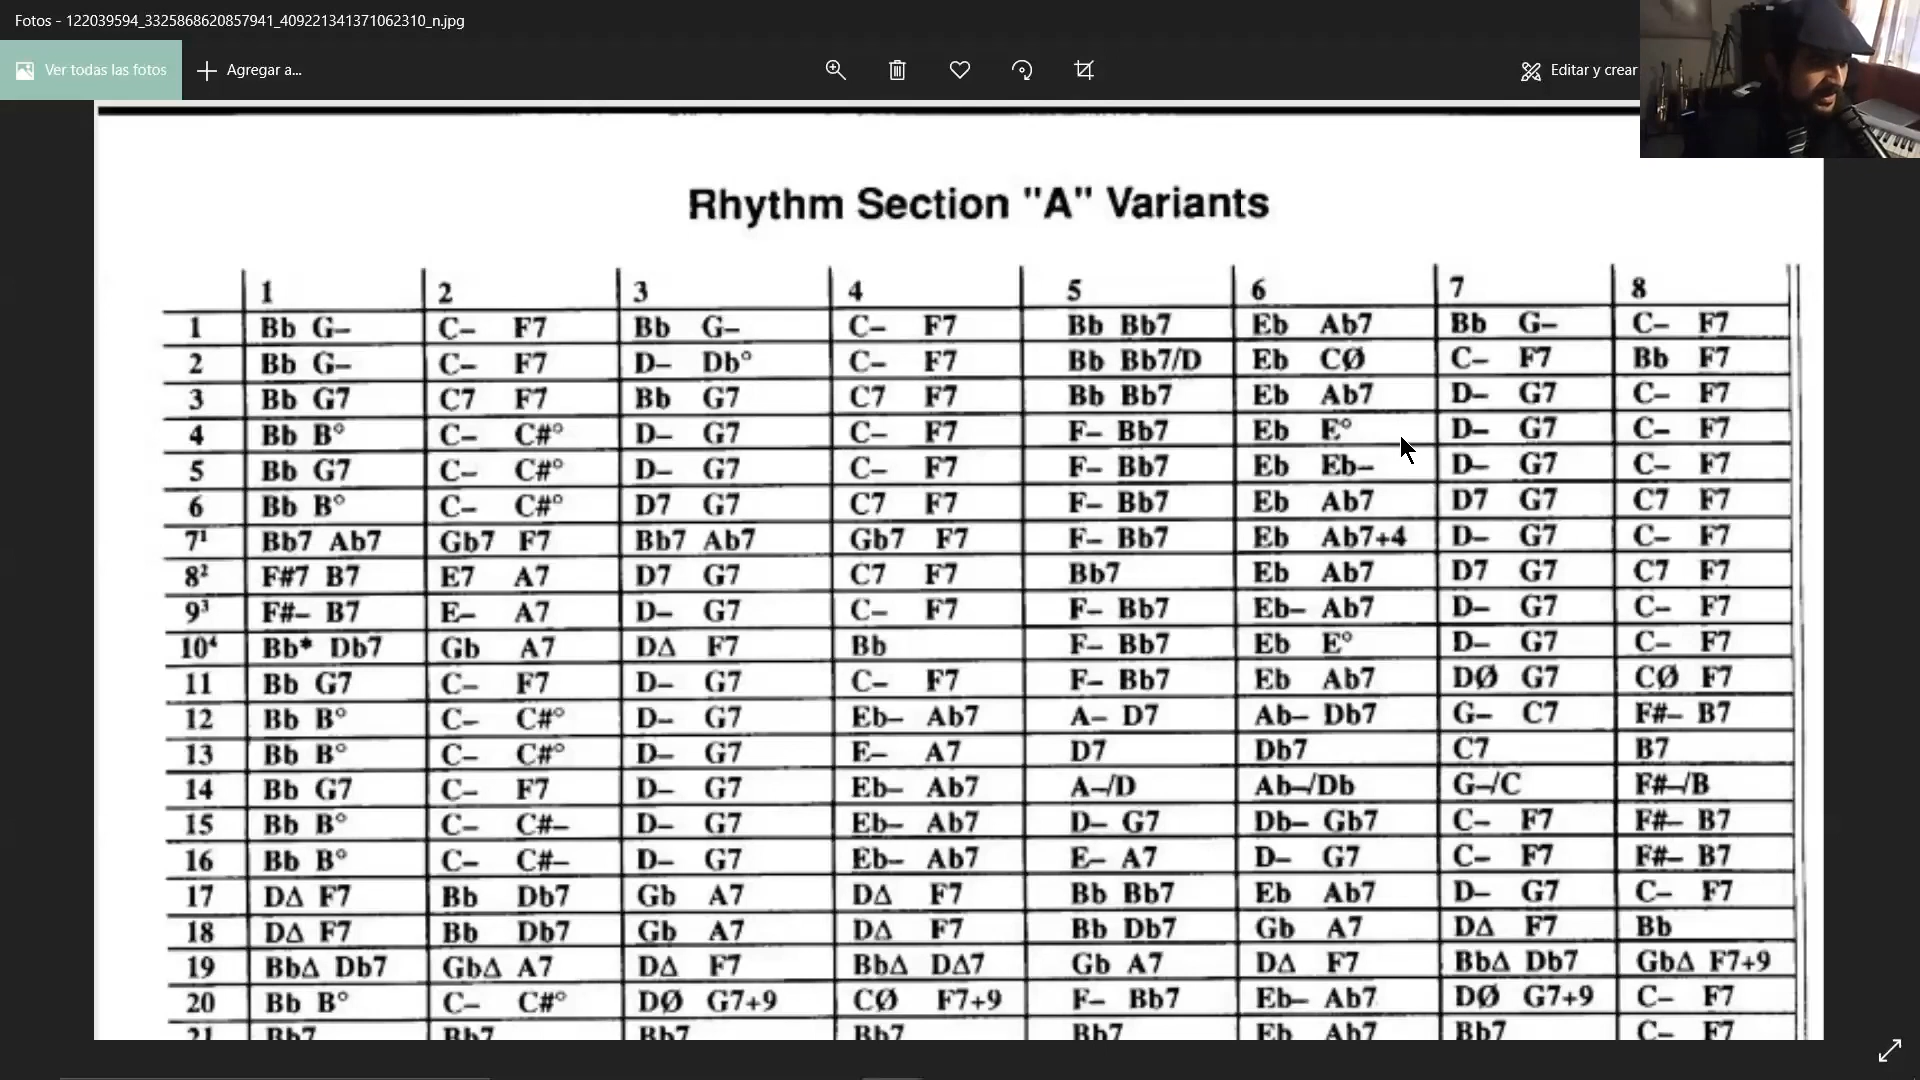 Fotos - 122039594_3325868620857941_409221341371062310_n.jpg
Ver todas las fotos Agregar a... Editar y crear
Rhythm Section "A" Variants
1 2 3 4 5 6 7 8
1 Bb G– C– F7 Bb G– C– F7 Bb Bb7 Eb Ab7 Bb G– C– F7
2 Bb G– C– F7 D– Db° C– F7 Bb Bb7/D Eb CØ C– F7 Bb F7
3 Bb G7 C7 F7 Bb G7 C7 F7 Bb Bb7 Eb Ab7 D– G7 C– F7
4 Bb B° C– C#° D– G7 C– F7 F– Bb7 Eb E° D– G7 C– F7
5 Bb G7 C– C#° D– G7 C– F7 F– Bb7 Eb Eb– D– G7 C– F7
6 Bb B° C– C#° D7 G7 C7 F7 F– Bb7 Eb Ab7 D7 G7 C7 F7
7¹ Bb7 Ab7 Gb7 F7 Bb7 Ab7 Gb7 F7 F– Bb7 Eb Ab7+4 D– G7 C– F7
8² F#7 B7 E7 A7 D7 G7 C7 F7 Bb7 Eb Ab7 D7 G7 C7 F7
9³ F#– B7 E– A7 D– G7 C– F7 F– Bb7 Eb– Ab7 D– G7 C– F7
10⁴ Bb* Db7 Gb A7 DΔ F7 Bb F– Bb7 Eb E° D– G7 C– F7
11 Bb G7 C– F7 D– G7 C– F7 F– Bb7 Eb Ab7 DØ G7 CØ F7
12 Bb B° C– C#° D– G7 Eb– Ab7 A– D7 Ab– Db7 G– C7 F#– B7
13 Bb B° C– C#° D– G7 E– A7 D7 Db7 C7 B7
14 Bb G7 C– F7 D– G7 Eb– Ab7 A–/D Ab–/Db G–/C F#–/B
15 Bb B° C– C#– D– G7 Eb– Ab7 D– G7 Db– Gb7 C– F7 F#– B7
16 Bb B° C– C#– D– G7 Eb– Ab7 E– A7 D– G7 C– F7 F#– B7
17 DΔ F7 Bb Db7 Gb A7 DΔ F7 Bb Bb7 Eb Ab7 D– G7 C– F7
18 DΔ F7 Bb Db7 Gb A7 DΔ F7 Bb Db7 Gb A7 DΔ F7 Bb
19 BbΔ Db7 GbΔ A7 DΔ F7 BbΔ DΔ7 Gb A7 DΔ F7 BbΔ Db7 GbΔ F7+9
20 Bb B° C– C#° DØ G7+9 CØ F7+9 F– Bb7 Eb– Ab7 DØ G7+9 C– F7
21 Bb7 Bb7 Bb7 Bb7 Bb7 Eb Ab7 Bb7 C– F7